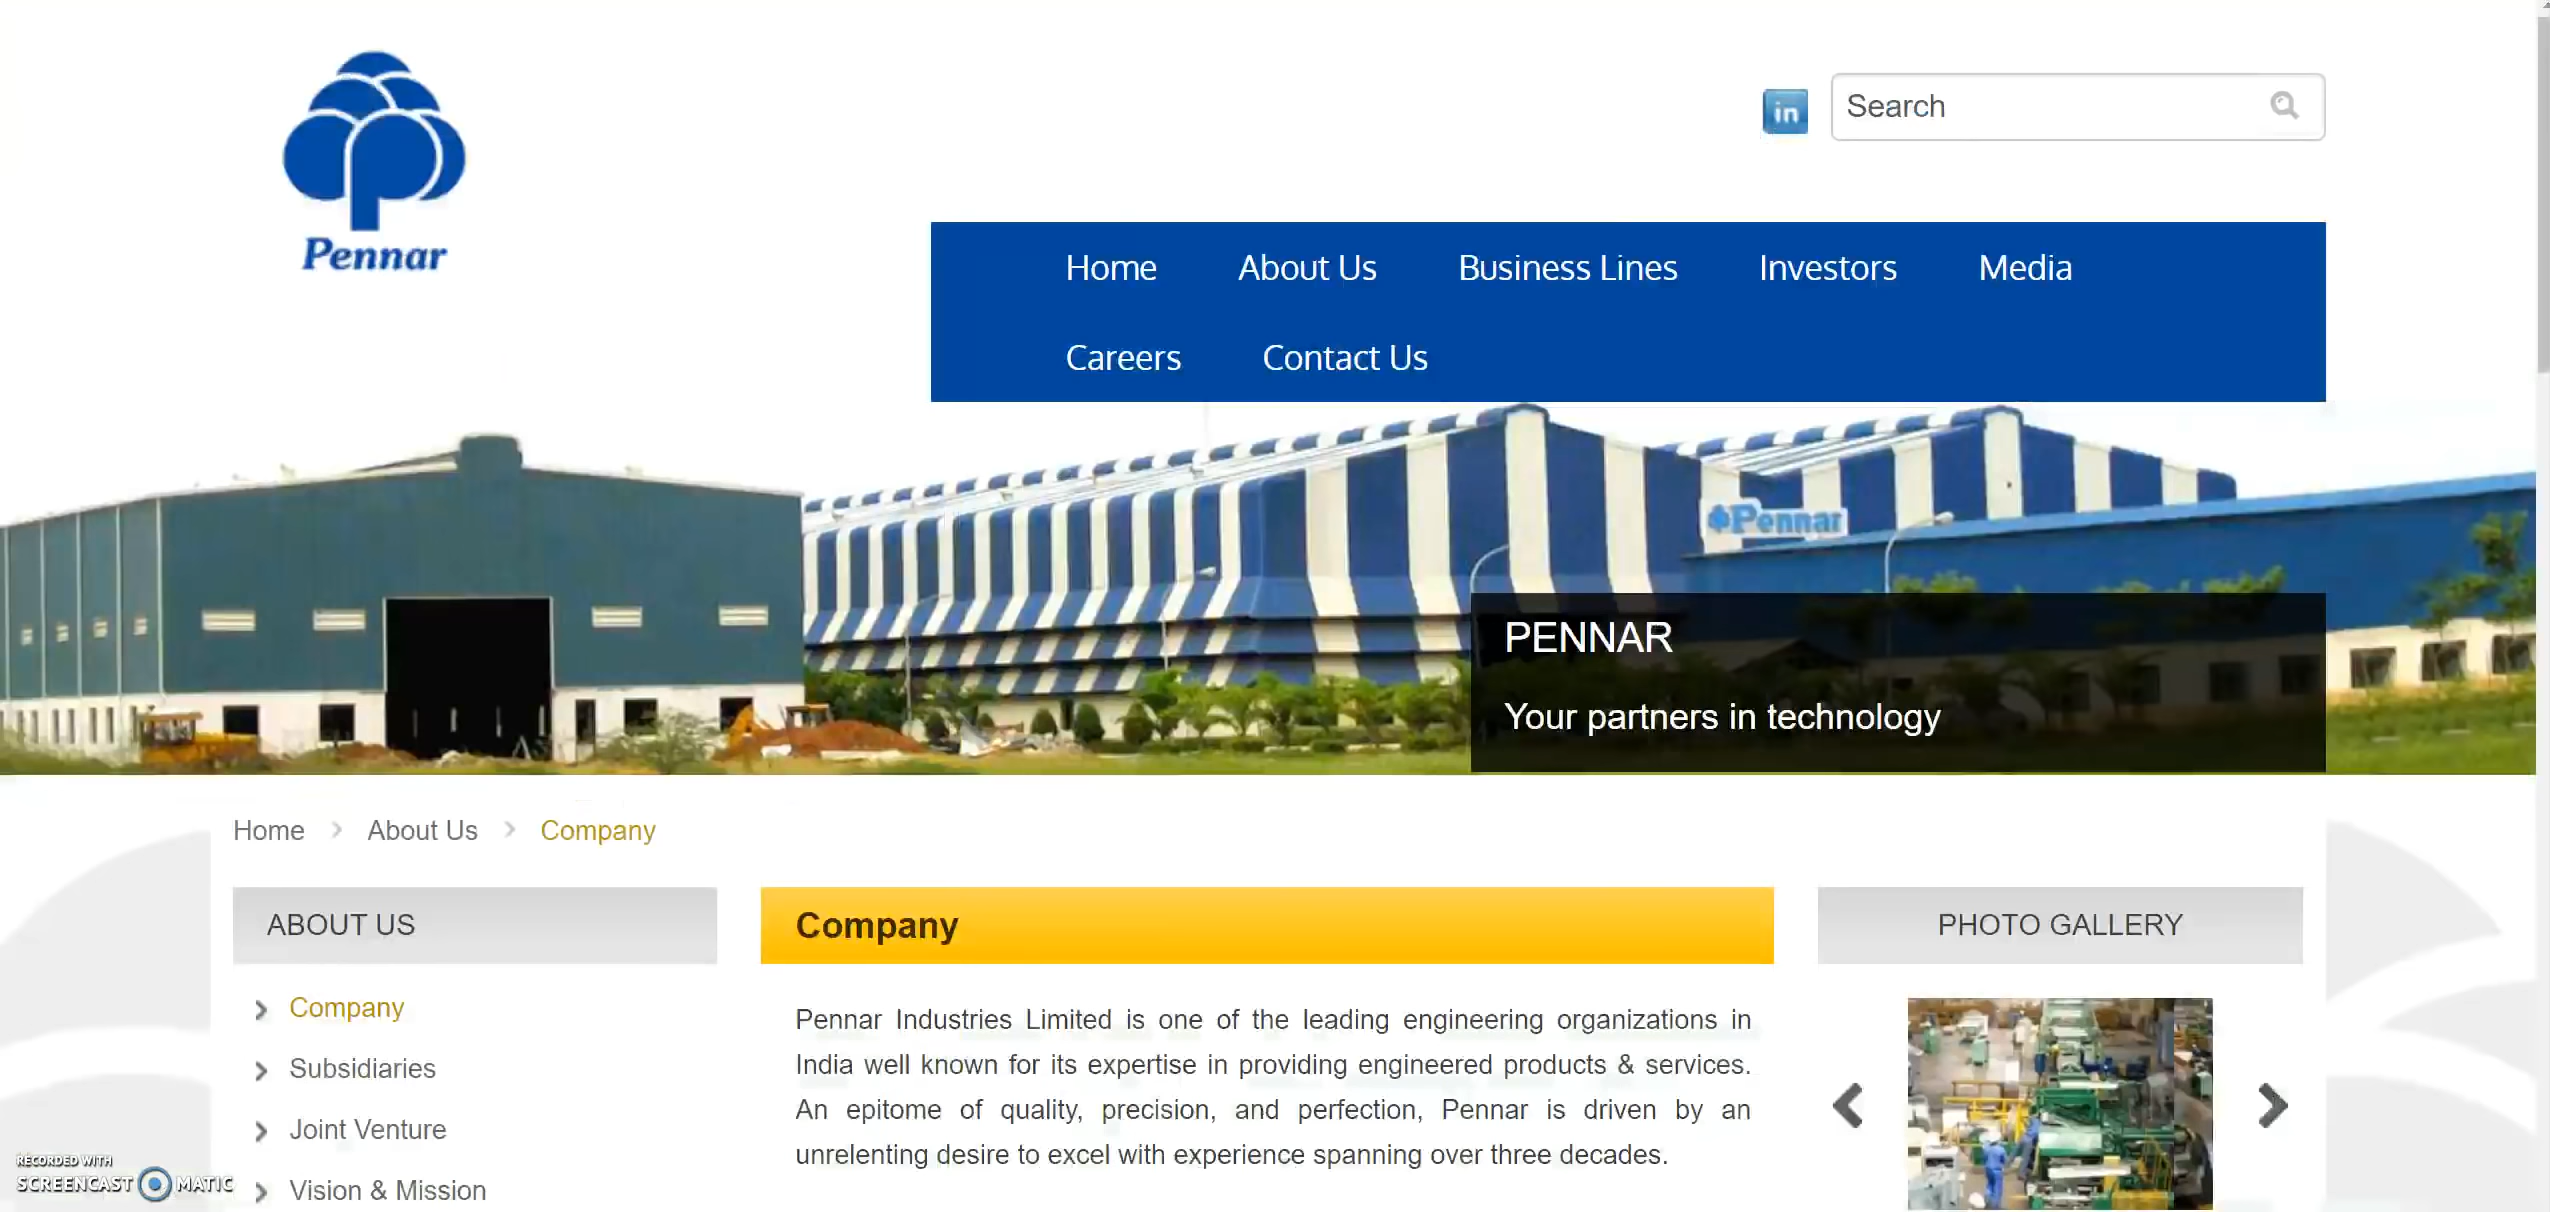 Pennar
in
Search
Home About Us Business Lines Investors Media
Careers Contact Us
Pennar
PENNAR
Your partners in technology
Home About Us Company
ABOUT US
Company
Subsidiaries
Joint Venture
Vision & Mission
Company
Pennar Industries Limited is one of the leading engineering organizations in
India well known for its expertise in providing engineered products & services.
An epitome of quality, precision, and perfection, Pennar is driven by an
unrelenting desire to excel with experience spanning over three decades.
PHOTO GALLERY
RECORDED WITH
SCREENCAST MATIC